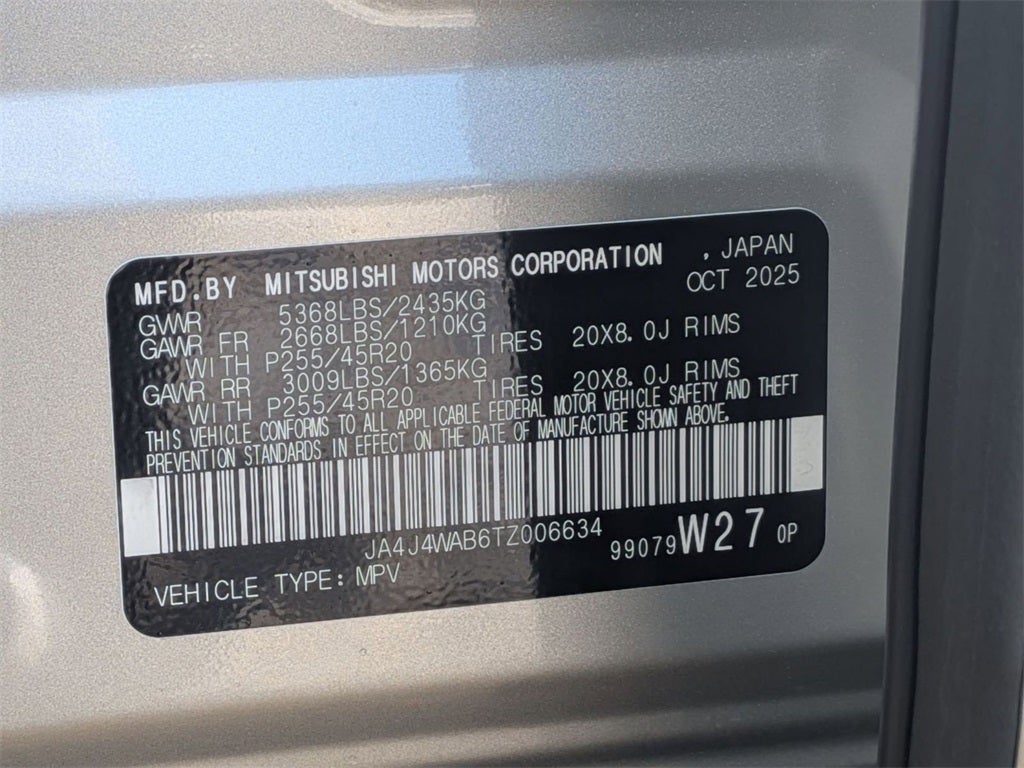 MFD.BY MITSUBISHI MOTORS CORPORATION , JAPAN
OCT 2025
GVWR 5368LBS/2435KG
GAWR FR 2668LBS/1210KG
WITH P255/45R20 TIRES 20X8.0J RIMS
GAWR RR 3009LBS/1365KG
WITH P255/45R20 TIRES 20X8.0J RIMS
THIS VEHICLE CONFORMS TO ALL APPLICABLE FEDERAL MOTOR VEHICLE SAFETY AND THEFT
PREVENTION STANDARDS IN EFFECT ON THE DATE OF MANUFACTURE SHOWN ABOVE.
JA4J4WAB6TZ006634
99079 W27 0P
VEHICLE TYPE: MPV